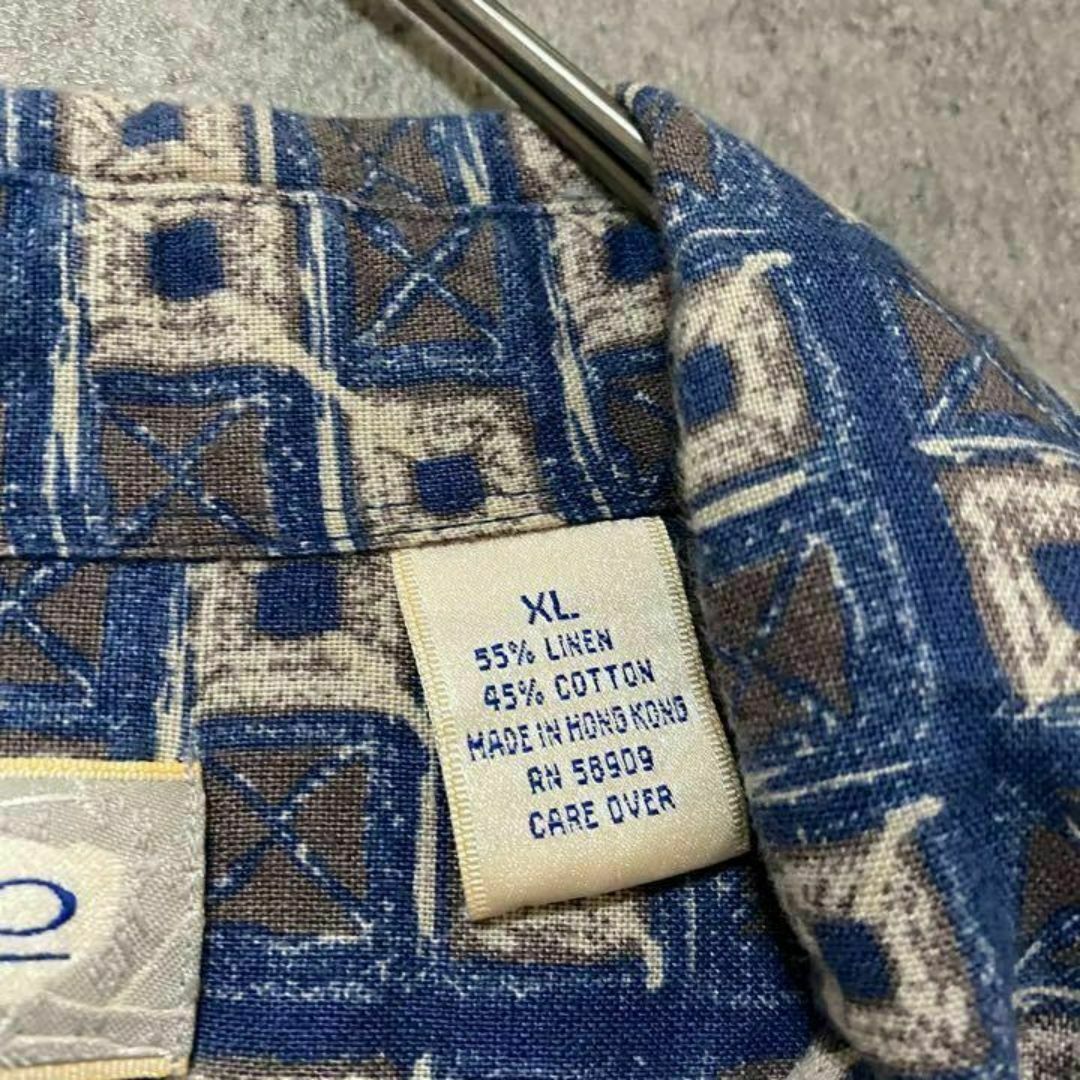 XL
55% LINEN
45% COTTON
MADE IN HONG KONG
RN 56909
CARE OVER